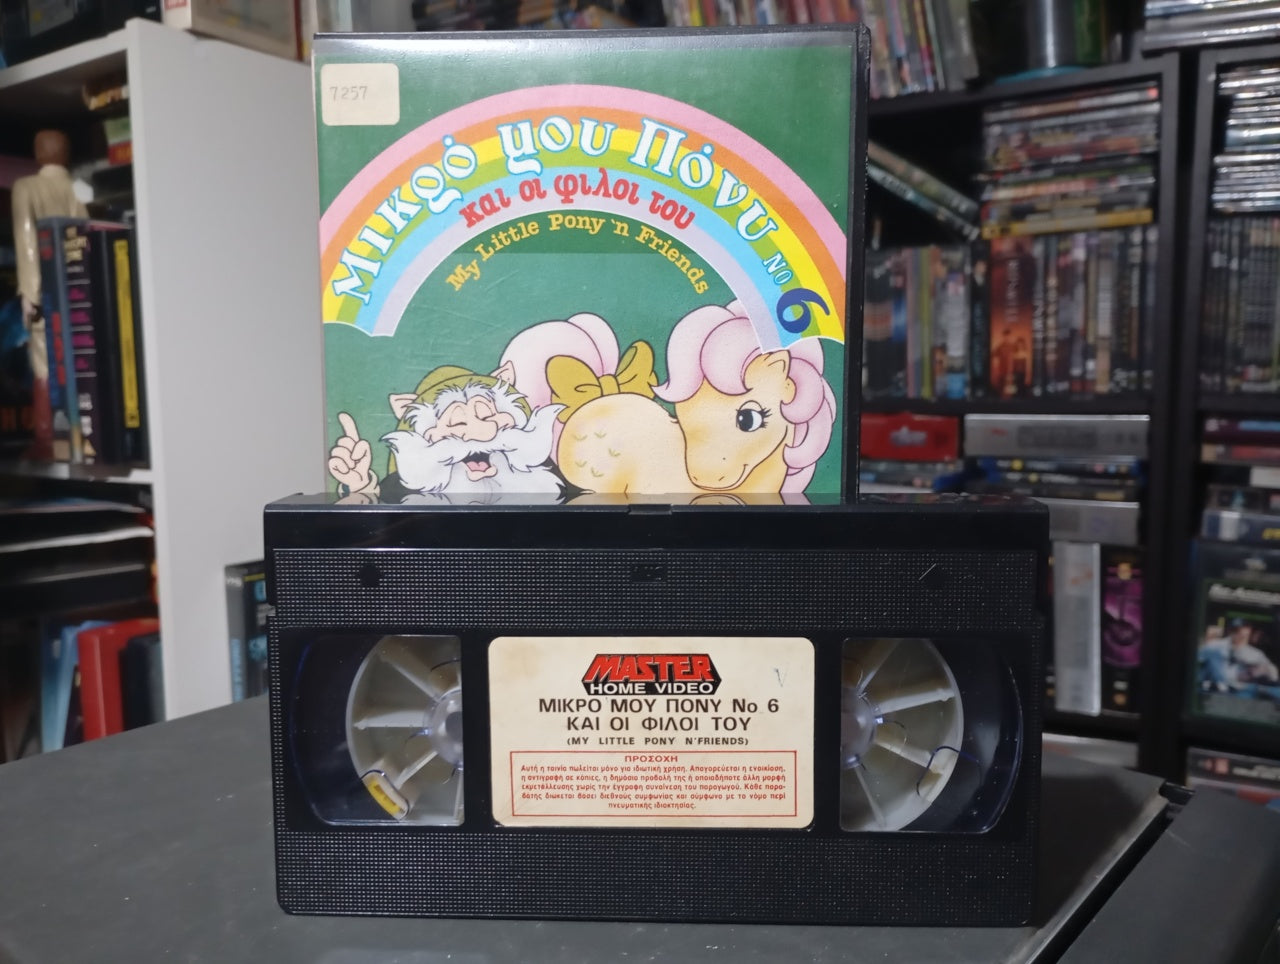 7257
Μικρό μου Πόνυ Νο 6
και οι φιλοι του
My Little Pony 'n Friends
MASTER
HOME VIDEO
ΜΙΚΡΟ ΜΟΥ ΠΟΝΥ Νο 6
ΚΑΙ ΟΙ ΦΙΛΟΙ ΤΟΥ
(MY LITTLE PONY N'FRIENDS)
ΠΡΟΣΟΧΗ
Αυτή η ταινία πωλείται μόνο για ιδιωτική χρήση. Απαγορεύεται η ενοικίαση,
η αντιγραφή σε κόπιες, η δημόσια προβολή της ή οποιαδήποτε άλλη μορφή
εκμετάλλευσης χωρίς την έγγραφη συναίνεση του παραγωγού. Κάθε παρα-
βάτης διώκεται βάσει διεθνούς συμφωνίας και σύμφωνα με το νόμο περί
πνευματικής ιδιοκτησίας.